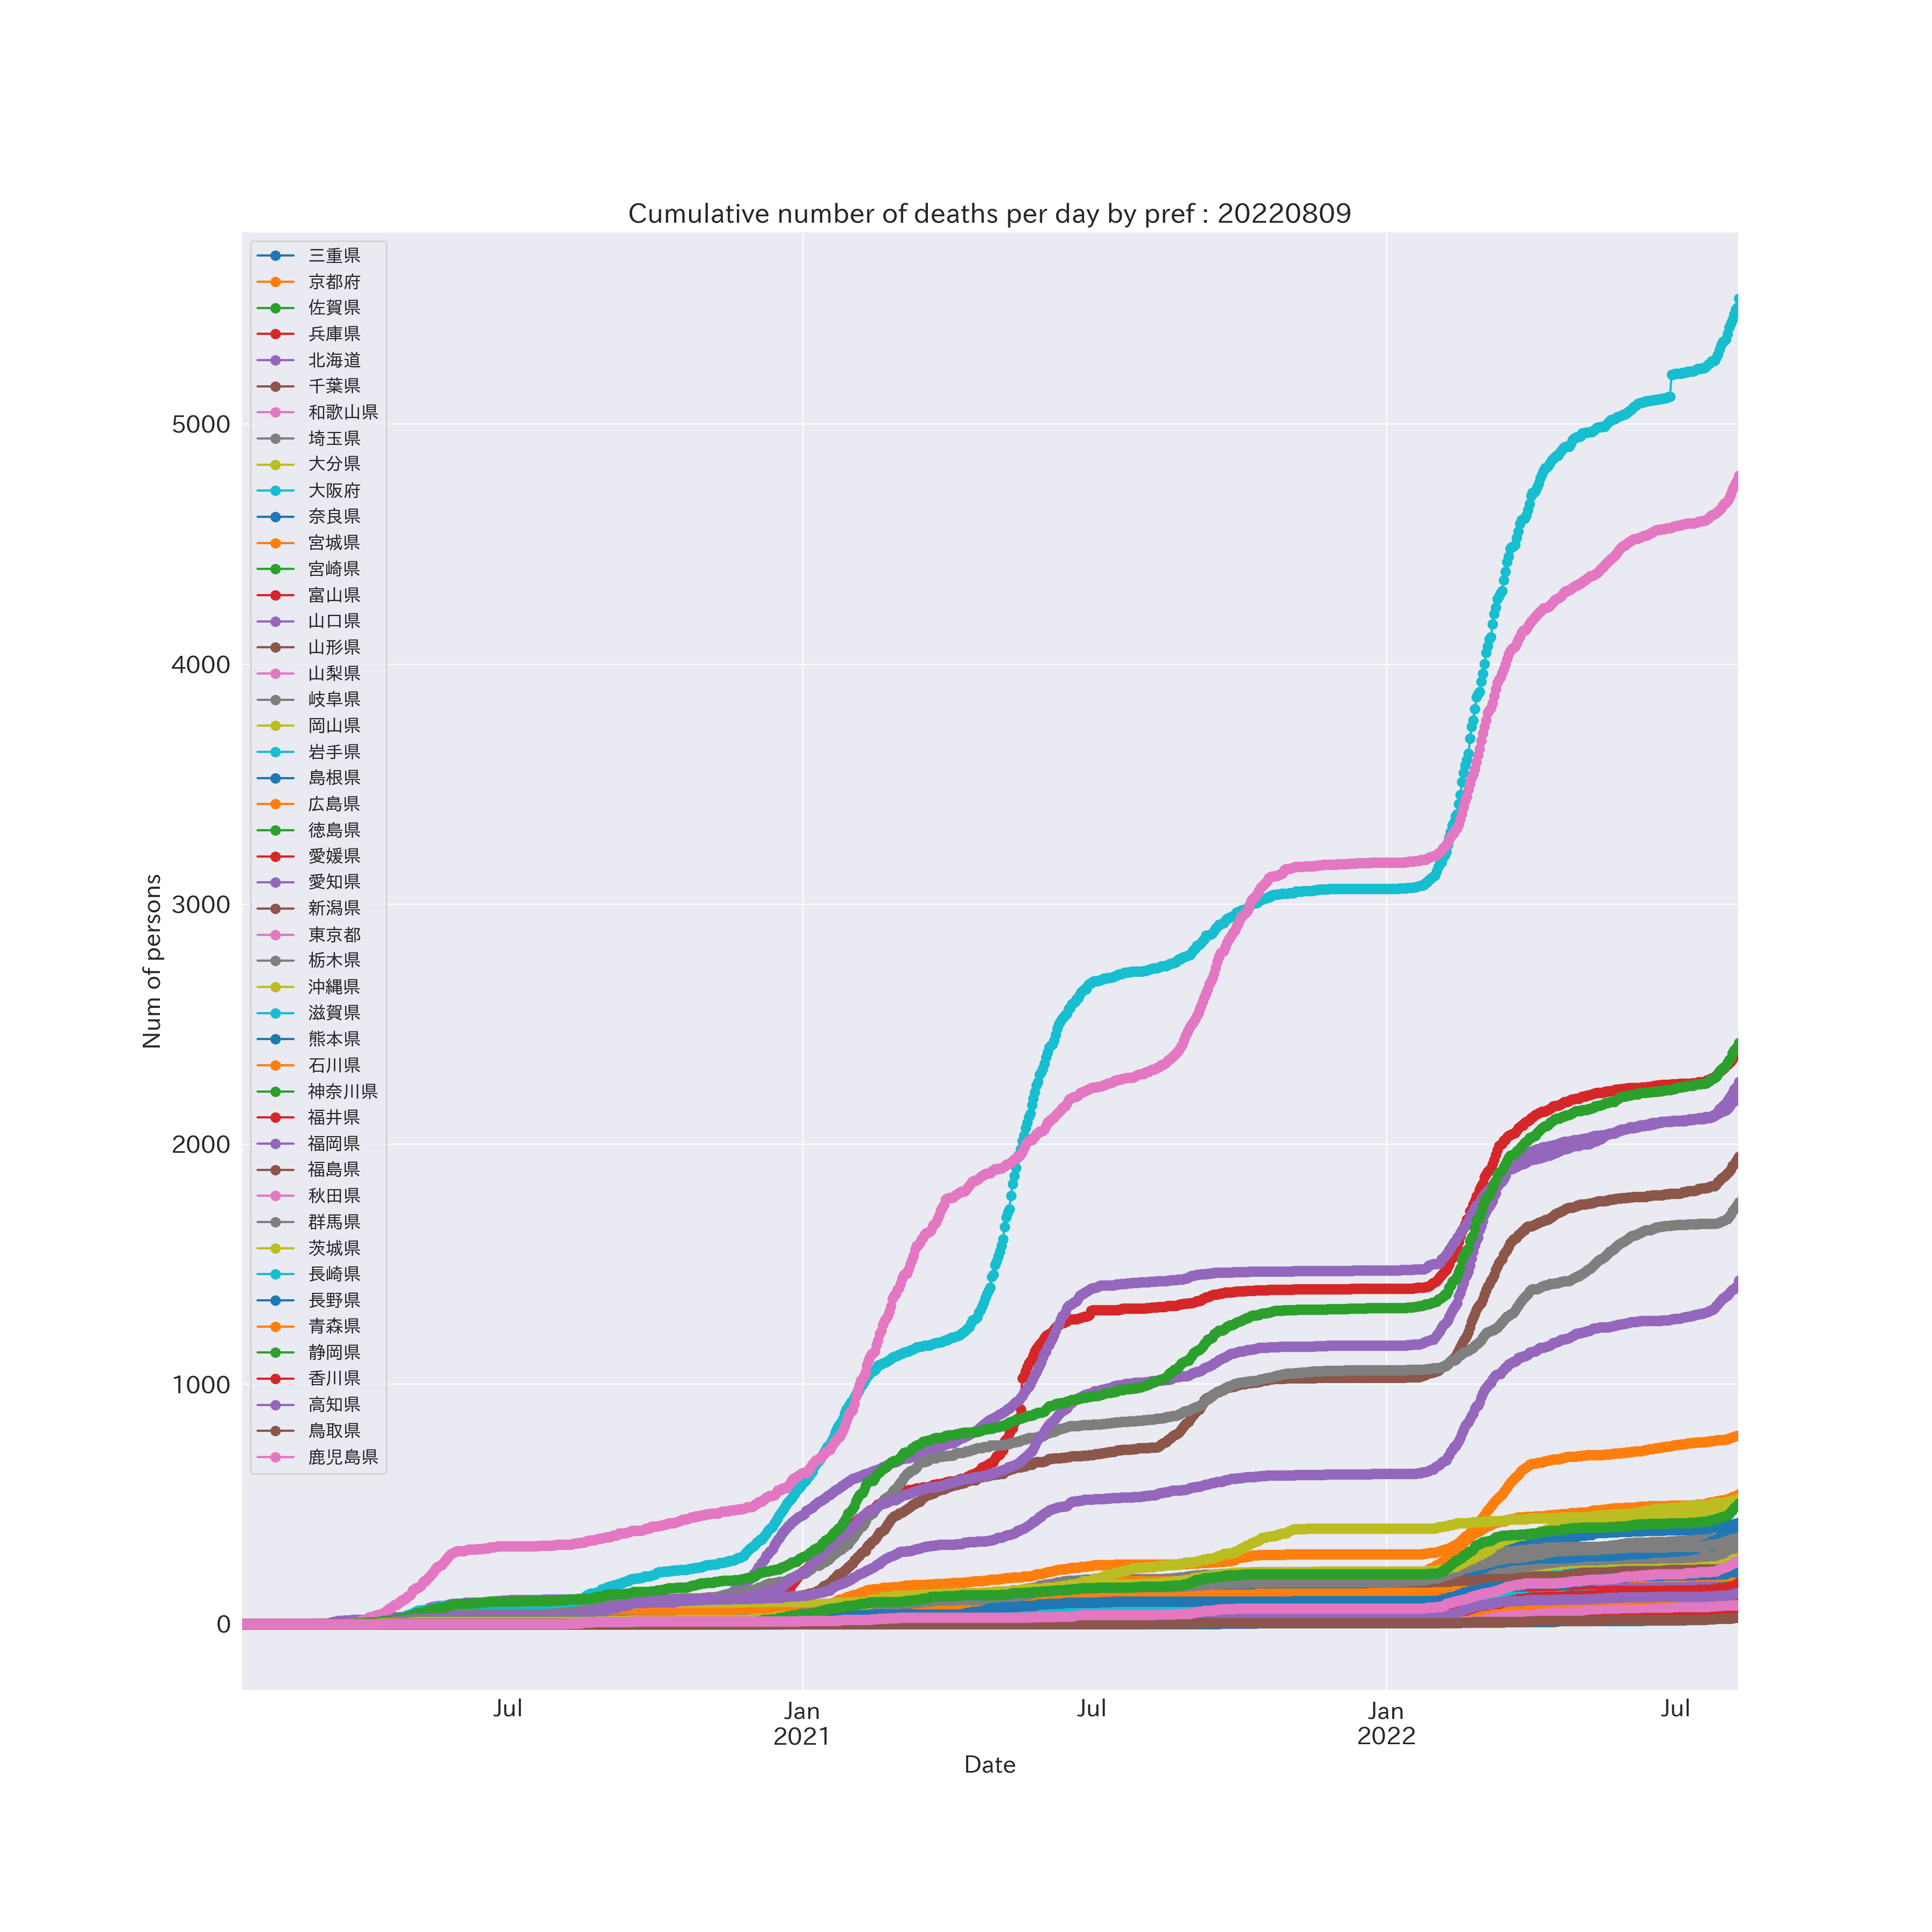 Cumulative number of deaths per day by pref : 20220809
三重県
京都府
佐賀県
兵庫県
北海道
千葉県
和歌山県
埼玉県
大分県
大阪府
奈良県
宮城県
宮崎県
富山県
山口県
山形県
山梨県
岐阜県
岡山県
岩手県
島根県
広島県
徳島県
愛媛県
愛知県
新潟県
東京都
栃木県
沖縄県
滋賀県
熊本県
石川県
神奈川県
福井県
福岡県
福島県
秋田県
群馬県
茨城県
長崎県
長野県
青森県
静岡県
香川県
高知県
鳥取県
鹿児島県
5000
4000
3000
2000
1000
0
Num of persons
Jul
Jan
2021
Jul
Jan
2022
Jul
Date